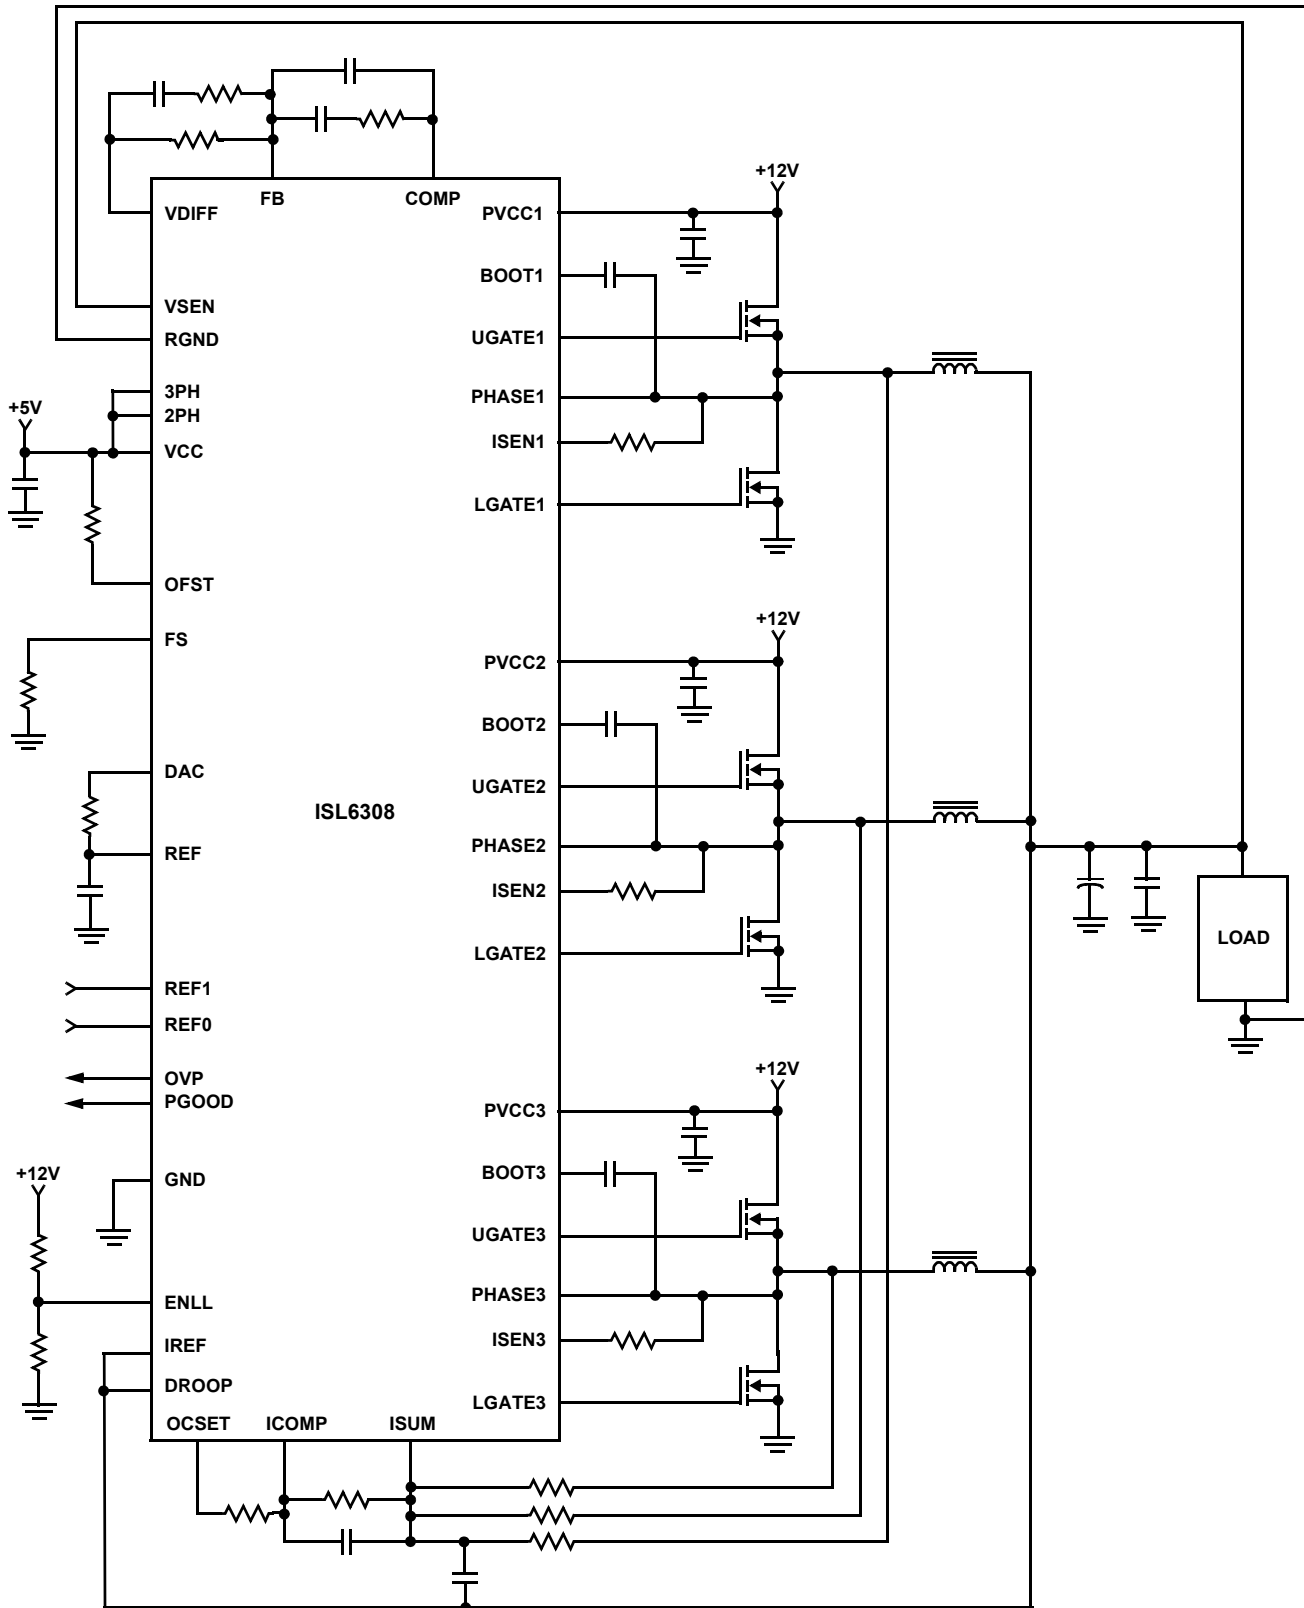 FB
COMP
VDIFF
VSEN
RGND
3PH
2PH
VCC
+5V
OFST
FS
DAC
REF
REF1
REF0
OVP
PGOOD
GND
+12V
ENLL
IREF
DROOP
OCSET
ICOMP
ISUM
ISL6308
+12V
PVCC1
BOOT1
UGATE1
PHASE1
ISEN1
LGATE1
+12V
PVCC2
BOOT2
UGATE2
PHASE2
ISEN2
LGATE2
+12V
PVCC3
BOOT3
UGATE3
PHASE3
ISEN3
LGATE3
LOAD